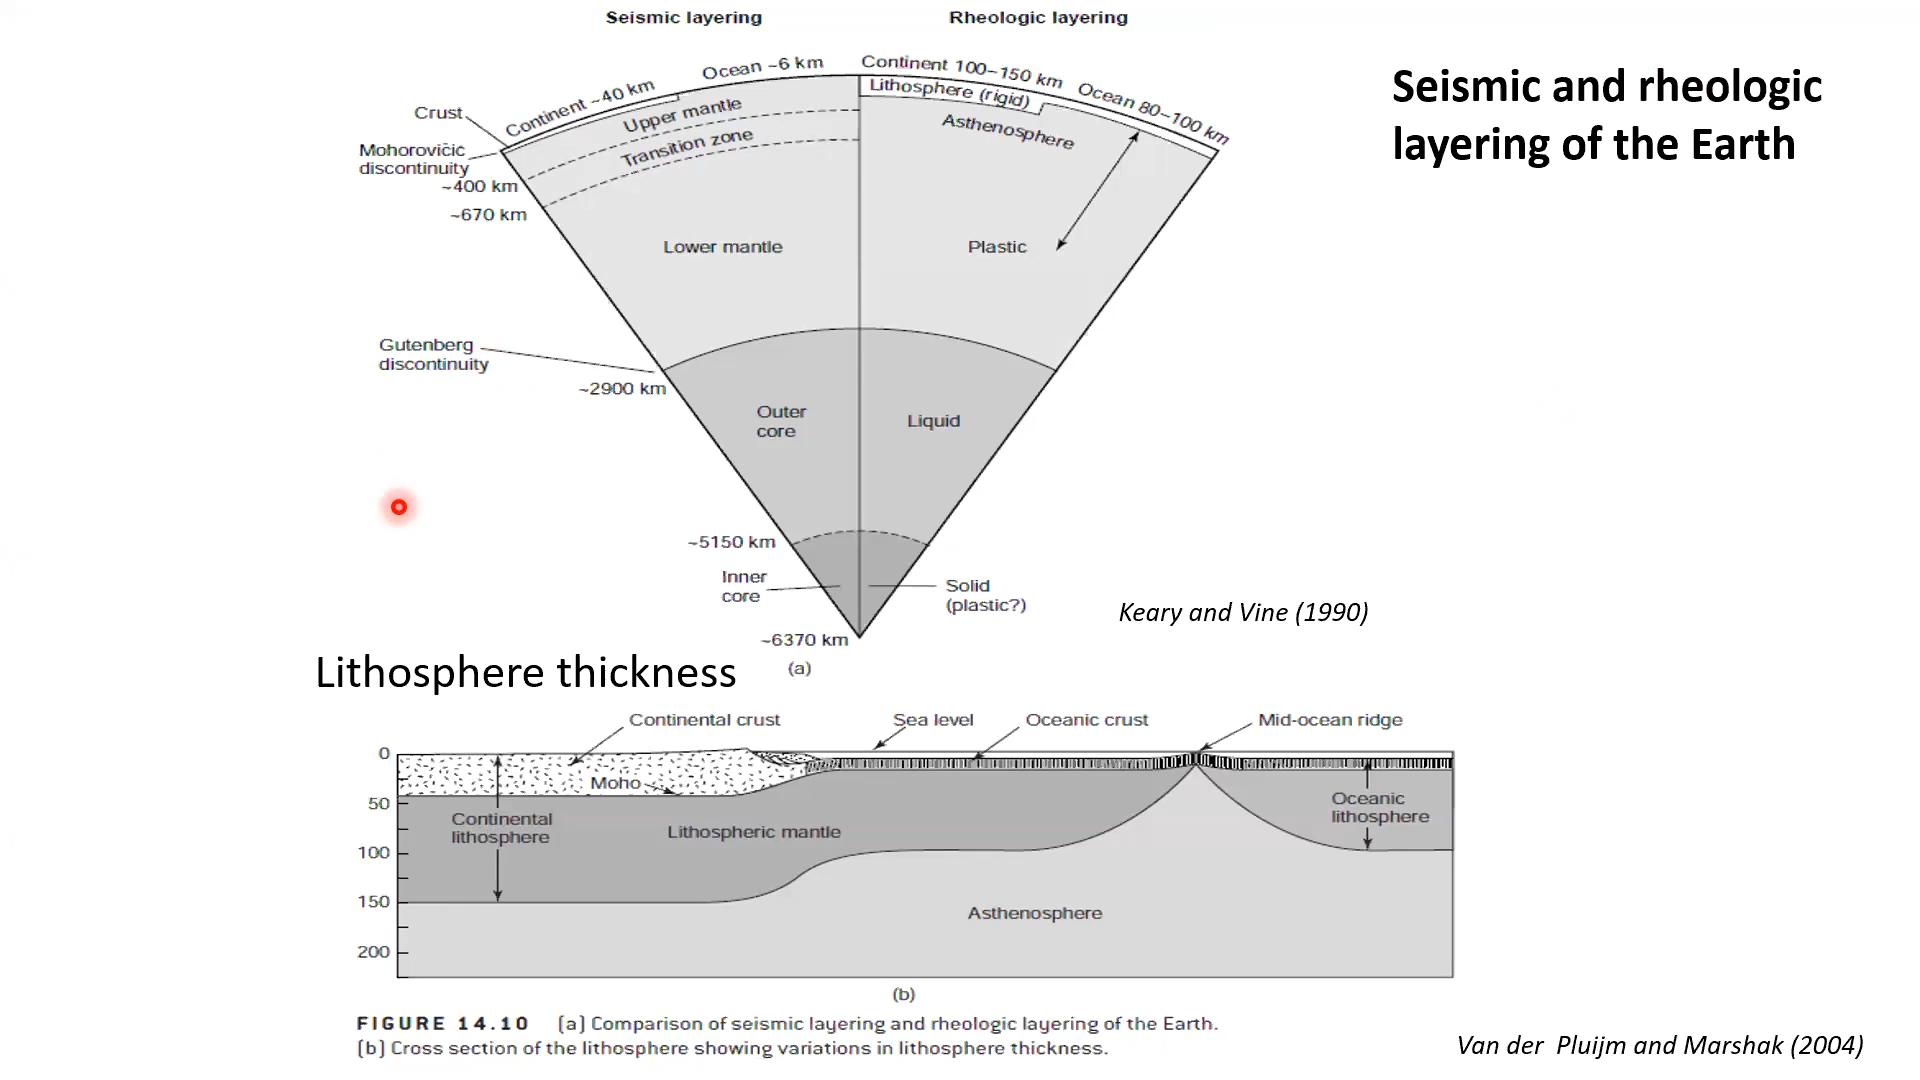 Seismic layering
Rheologic layering
Seismic and rheologic
layering of the Earth
Continent ~40 km
Ocean ~6 km
Continent 100–150 km
Ocean 80–100 km
Crust
Mohorovičić
discontinuity
~400 km
~670 km
Upper mantle
Transition zone
Lithosphere (rigid)
Asthenosphere
Lower mantle
Plastic
Gutenberg
discontinuity
~2900 km
Outer
core
Liquid
~5150 km
Inner
core
Solid
(plastic?)
~6370 km
(a)
Keary and Vine (1990)
Lithosphere thickness
Continental crust
Sea level
Oceanic crust
Mid-ocean ridge
0
50
100
150
200
Moho
Continental
lithosphere
Lithospheric mantle
Oceanic
lithosphere
Asthenosphere
(b)
FIGURE 14.10 (a) Comparison of seismic layering and rheologic layering of the Earth.
(b) Cross section of the lithosphere showing variations in lithosphere thickness.
Van der Pluijm and Marshak (2004)